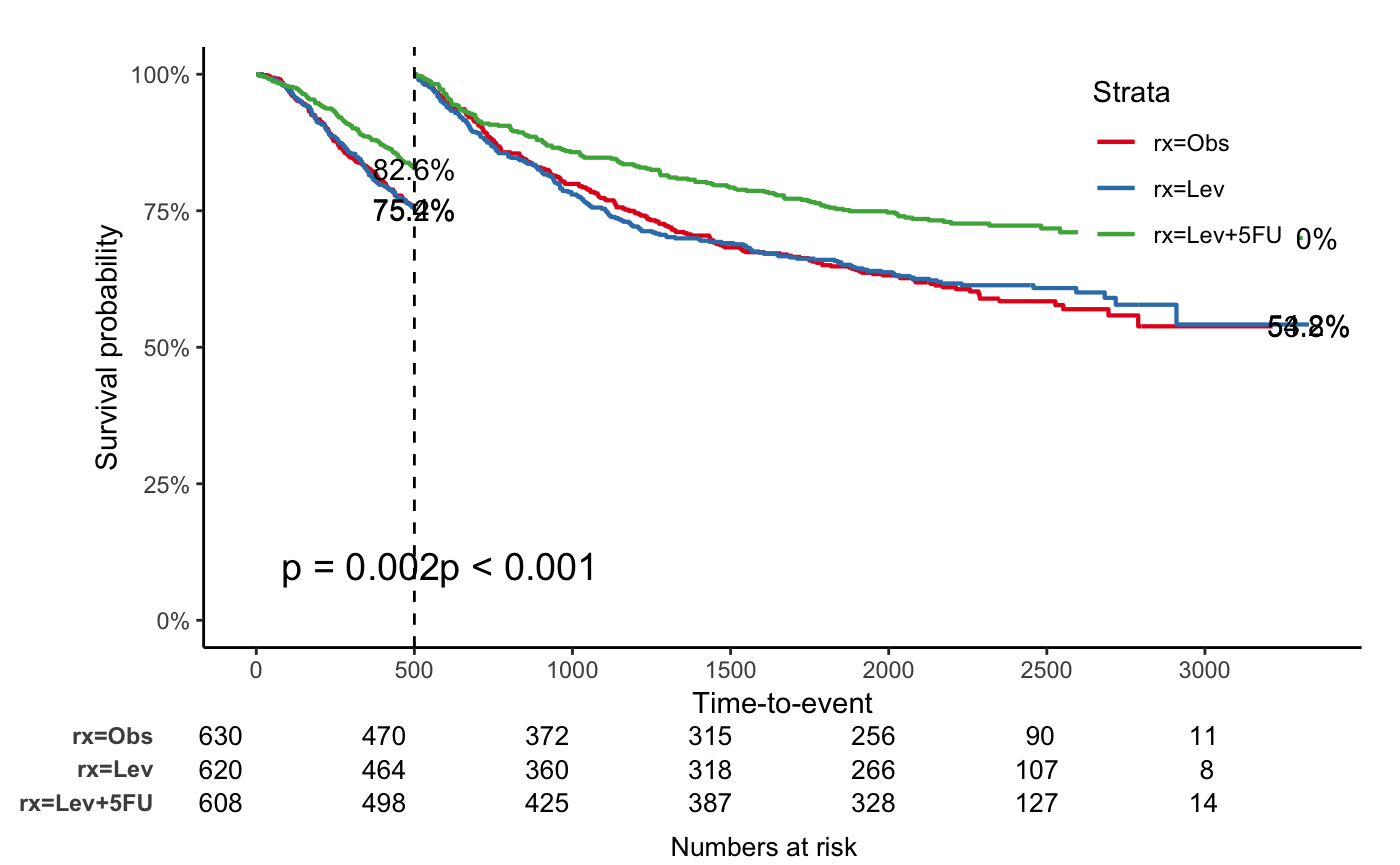 Strata
rx=Obs
rx=Lev
rx=Lev+5FU
Survival probability
100%
75%
50%
25%
0%
82.6%
0%
p = 0.002
p < 0.001
0 500 1000 1500 2000 2500 3000
Time-to-event
rx=Obs 630 470 372 315 256 90 11
rx=Lev 620 464 360 318 266 107 8
rx=Lev+5FU 608 498 425 387 328 127 14
Numbers at risk